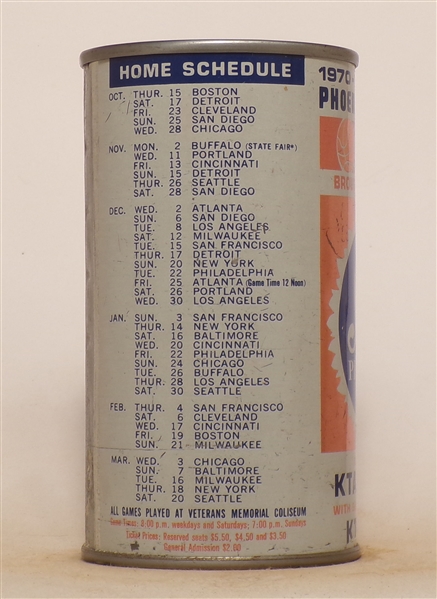 HOME SCHEDULE
OCT. THUR. 15 BOSTON
SAT. 17 DETROIT
FRI. 23 CLEVELAND
SUN. 25 SAN DIEGO
WED. 28 CHICAGO
NOV. MON. 2 BUFFALO (STATE FAIR*)
WED. 11 PORTLAND
FRI. 13 CINCINNATI
SUN. 15 DETROIT
THUR. 26 SEATTLE
SAT. 28 SAN DIEGO
DEC. WED. 2 ATLANTA
SUN. 6 SAN DIEGO
TUE. 8 LOS ANGELES
SAT. 12 MILWAUKEE
TUE. 15 SAN FRANCISCO
THUR. 17 DETROIT
SUN. 20 NEW YORK
TUE. 22 PHILADELPHIA
FRI. 25 ATLANTA (Game Time 12 Noon)
SAT. 26 PORTLAND
WED. 30 LOS ANGELES
JAN. SUN. 3 SAN FRANCISCO
THUR. 14 NEW YORK
SAT. 16 BALTIMORE
WED. 20 CINCINNATI
FRI. 22 PHILADELPHIA
SUN. 24 CHICAGO
TUE. 26 BUFFALO
THUR. 28 LOS ANGELES
SAT. 30 SEATTLE
FEB. THUR. 4 SAN FRANCISCO
SAT. 6 CLEVELAND
WED. 17 CINCINNATI
FRI. 19 BOSTON
SUN. 21 MILWAUKEE
MAR. WED. 3 CHICAGO
SUN. 7 BALTIMORE
TUE. 16 MILWAUKEE
THUR. 18 NEW YORK
SAT. 20 SEATTLE
ALL GAMES PLAYED AT VETERANS MEMORIAL COLISEUM
Game Times: 8:00 p.m. weekdays and Saturdays; 7:00 p.m. Sundays
Ticket Prices: Reserved seats $5.50, $4.50 and $3.50
General Admission $2.00
1970-
PHOE
BRO
KTA
WITH
K